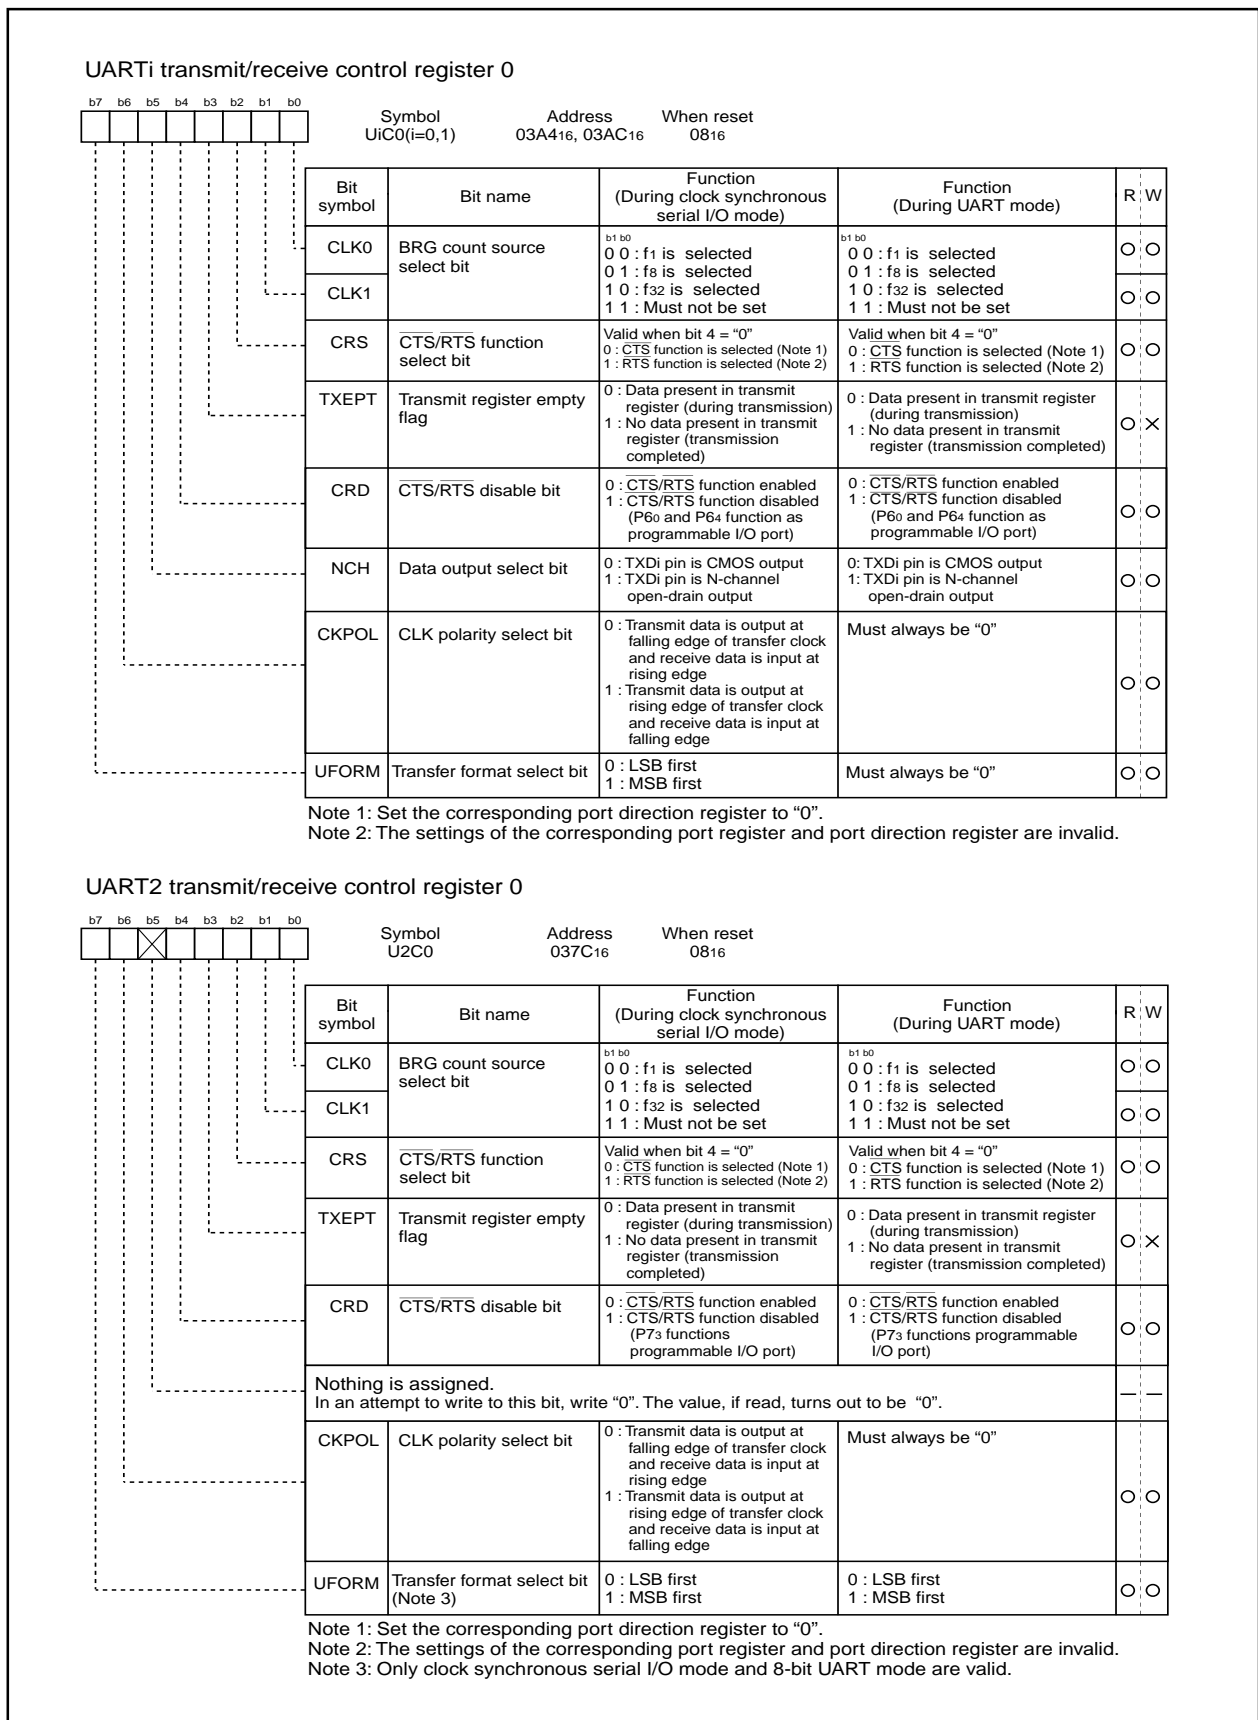 UARTi transmit/receive control register 0
b7 b6 b5 b4 b3 b2 b1 b0
Symbol Address When reset
UiC0(i=0,1) 03A416, 03AC16 0816
Bit symbol Bit name Function (During clock synchronous serial I/O mode) Function (During UART mode) R W
CLK0 BRG count source select bit
CLK1
b1 b0
0 0 : f1 is selected
0 1 : f8 is selected
1 0 : f32 is selected
1 1 : Must not be set
b1 b0
0 0 : f1 is selected
0 1 : f8 is selected
1 0 : f32 is selected
1 1 : Must not be set
CRS CTS/RTS function select bit
Valid when bit 4 = “0”
0 : CTS function is selected (Note 1)
1 : RTS function is selected (Note 2)
Valid when bit 4 = “0”
0 : CTS function is selected (Note 1)
1 : RTS function is selected (Note 2)
TXEPT Transmit register empty flag
0 : Data present in transmit
register (during transmission)
1 : No data present in transmit
register (transmission
completed)
0 : Data present in transmit register
(during transmission)
1 : No data present in transmit
register (transmission completed)
CRD CTS/RTS disable bit
0 : CTS/RTS function enabled
1 : CTS/RTS function disabled
(P60 and P64 function as
programmable I/O port)
0 : CTS/RTS function enabled
1 : CTS/RTS function disabled
(P60 and P64 function as
programmable I/O port)
NCH Data output select bit
0 : TXDi pin is CMOS output
1 : TXDi pin is N-channel
open-drain output
0: TXDi pin is CMOS output
1: TXDi pin is N-channel
open-drain output
CKPOL CLK polarity select bit
0 : Transmit data is output at
falling edge of transfer clock
and receive data is input at
rising edge
1 : Transmit data is output at
rising edge of transfer clock
and receive data is input at
falling edge
Must always be “0”
UFORM Transfer format select bit
0 : LSB first
1 : MSB first
Must always be “0”
Note 1: Set the corresponding port direction register to “0”.
Note 2: The settings of the corresponding port register and port direction register are invalid.
UART2 transmit/receive control register 0
b7 b6 b5 b4 b3 b2 b1 b0
Symbol Address When reset
U2C0 037C16 0816
Bit symbol Bit name Function (During clock synchronous serial I/O mode) Function (During UART mode) R W
CLK0 BRG count source select bit
CLK1
b1 b0
0 0 : f1 is selected
0 1 : f8 is selected
1 0 : f32 is selected
1 1 : Must not be set
b1 b0
0 0 : f1 is selected
0 1 : f8 is selected
1 0 : f32 is selected
1 1 : Must not be set
CRS CTS/RTS function select bit
Valid when bit 4 = “0”
0 : CTS function is selected (Note 1)
1 : RTS function is selected (Note 2)
Valid when bit 4 = “0”
0 : CTS function is selected (Note 1)
1 : RTS function is selected (Note 2)
TXEPT Transmit register empty flag
0 : Data present in transmit
register (during transmission)
1 : No data present in transmit
register (transmission
completed)
0 : Data present in transmit register
(during transmission)
1 : No data present in transmit
register (transmission completed)
CRD CTS/RTS disable bit
0 : CTS/RTS function enabled
1 : CTS/RTS function disabled
(P73 functions
programmable I/O port)
0 : CTS/RTS function enabled
1 : CTS/RTS function disabled
(P73 functions programmable
I/O port)
Nothing is assigned.
In an attempt to write to this bit, write “0”. The value, if read, turns out to be “0”.
CKPOL CLK polarity select bit
0 : Transmit data is output at
falling edge of transfer clock
and receive data is input at
rising edge
1 : Transmit data is output at
rising edge of transfer clock
and receive data is input at
falling edge
Must always be “0”
UFORM Transfer format select bit (Note 3)
0 : LSB first
1 : MSB first
0 : LSB first
1 : MSB first
Note 1: Set the corresponding port direction register to “0”.
Note 2: The settings of the corresponding port register and port direction register are invalid.
Note 3: Only clock synchronous serial I/O mode and 8-bit UART mode are valid.